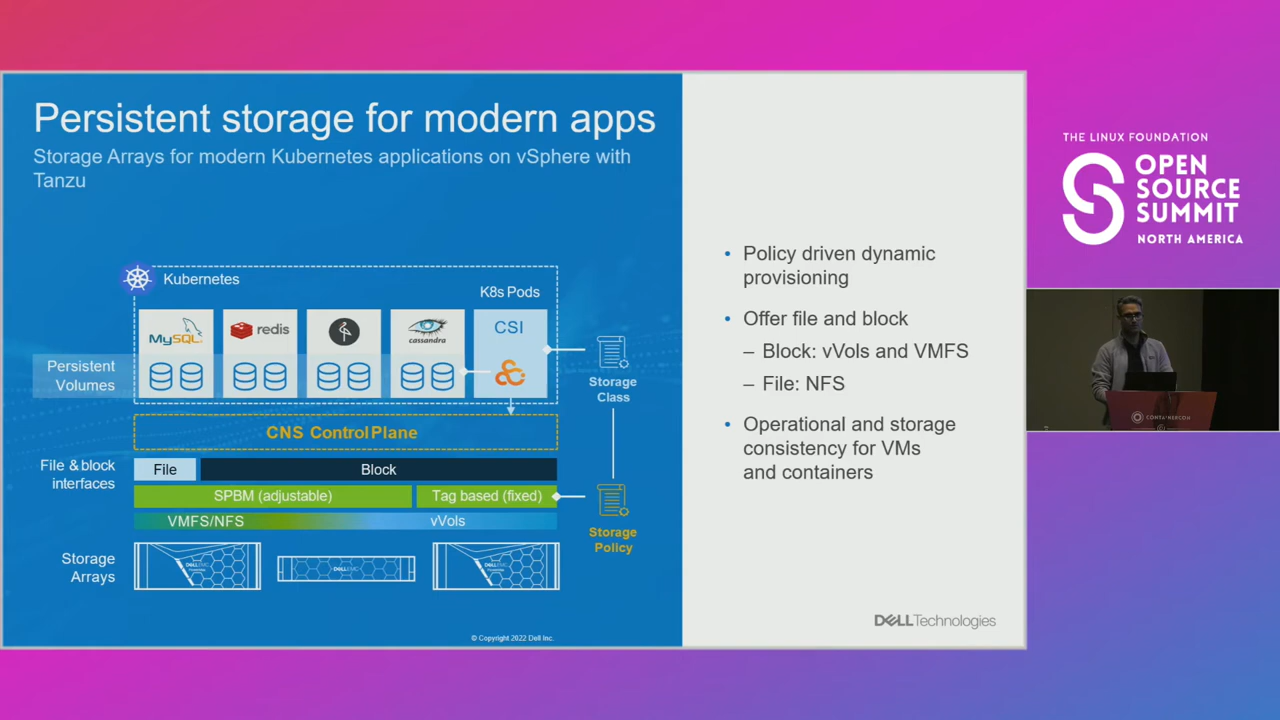 Persistent storage for modern apps
Storage Arrays for modern Kubernetes applications on vSphere with
Tanzu
Kubernetes
K8s Pods
MySQL
redis
cassandra
CSI
Persistent
Volumes
Storage
Class
CNS Control Plane
File & block
interfaces
File
Block
SPBM (adjustable)
Tag based (fixed)
VMFS/NFS
vVols
Storage
Policy
Storage
Arrays
DELLEMC
DELLEMC
DELLEMC
© Copyright 2022 Dell Inc.
• Policy driven dynamic
provisioning
• Offer file and block
– Block: vVols and VMFS
– File: NFS
• Operational and storage
consistency for VMs
and containers
DELLTechnologies
THE LINUX FOUNDATION
OPEN
SOURCE
SUMMIT
NORTH AMERICA
CONTAINERCON